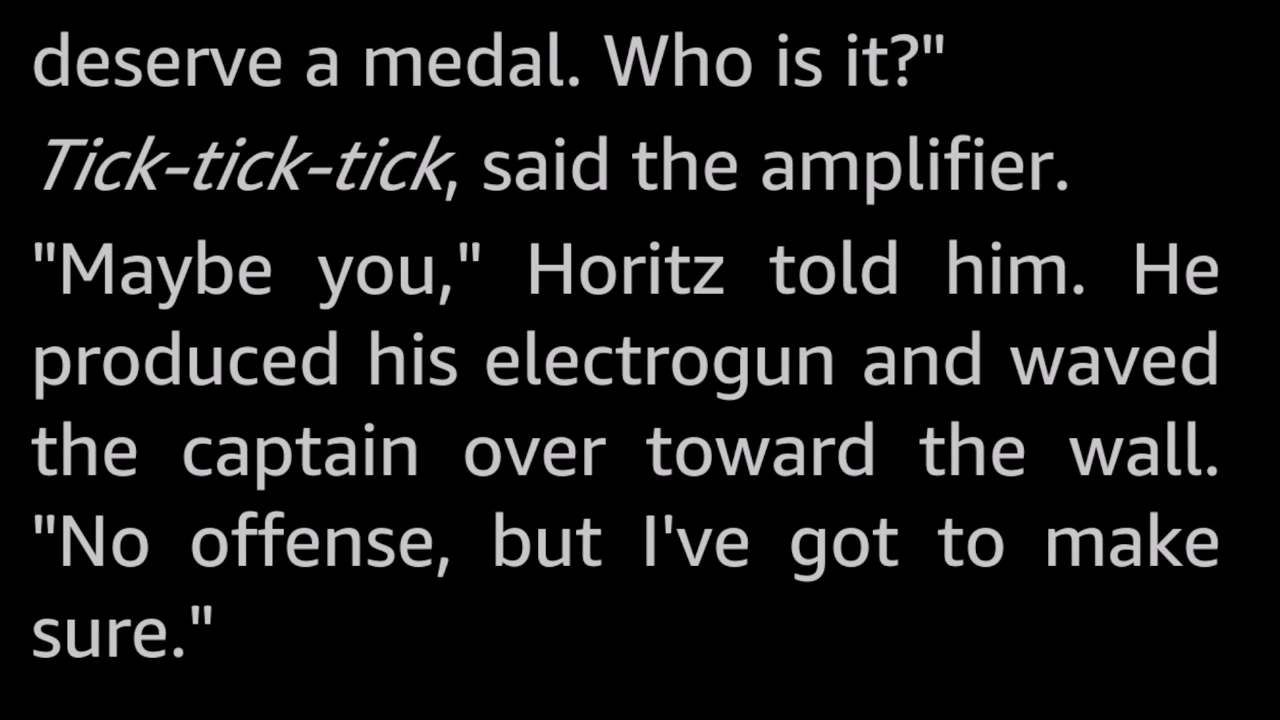 deserve a medal. Who is it?"
Tick-tick-tick, said the amplifier.
"Maybe you," Horitz told him. He
produced his electrogun and waved
the captain over toward the wall.
"No offense, but I've got to make
sure."